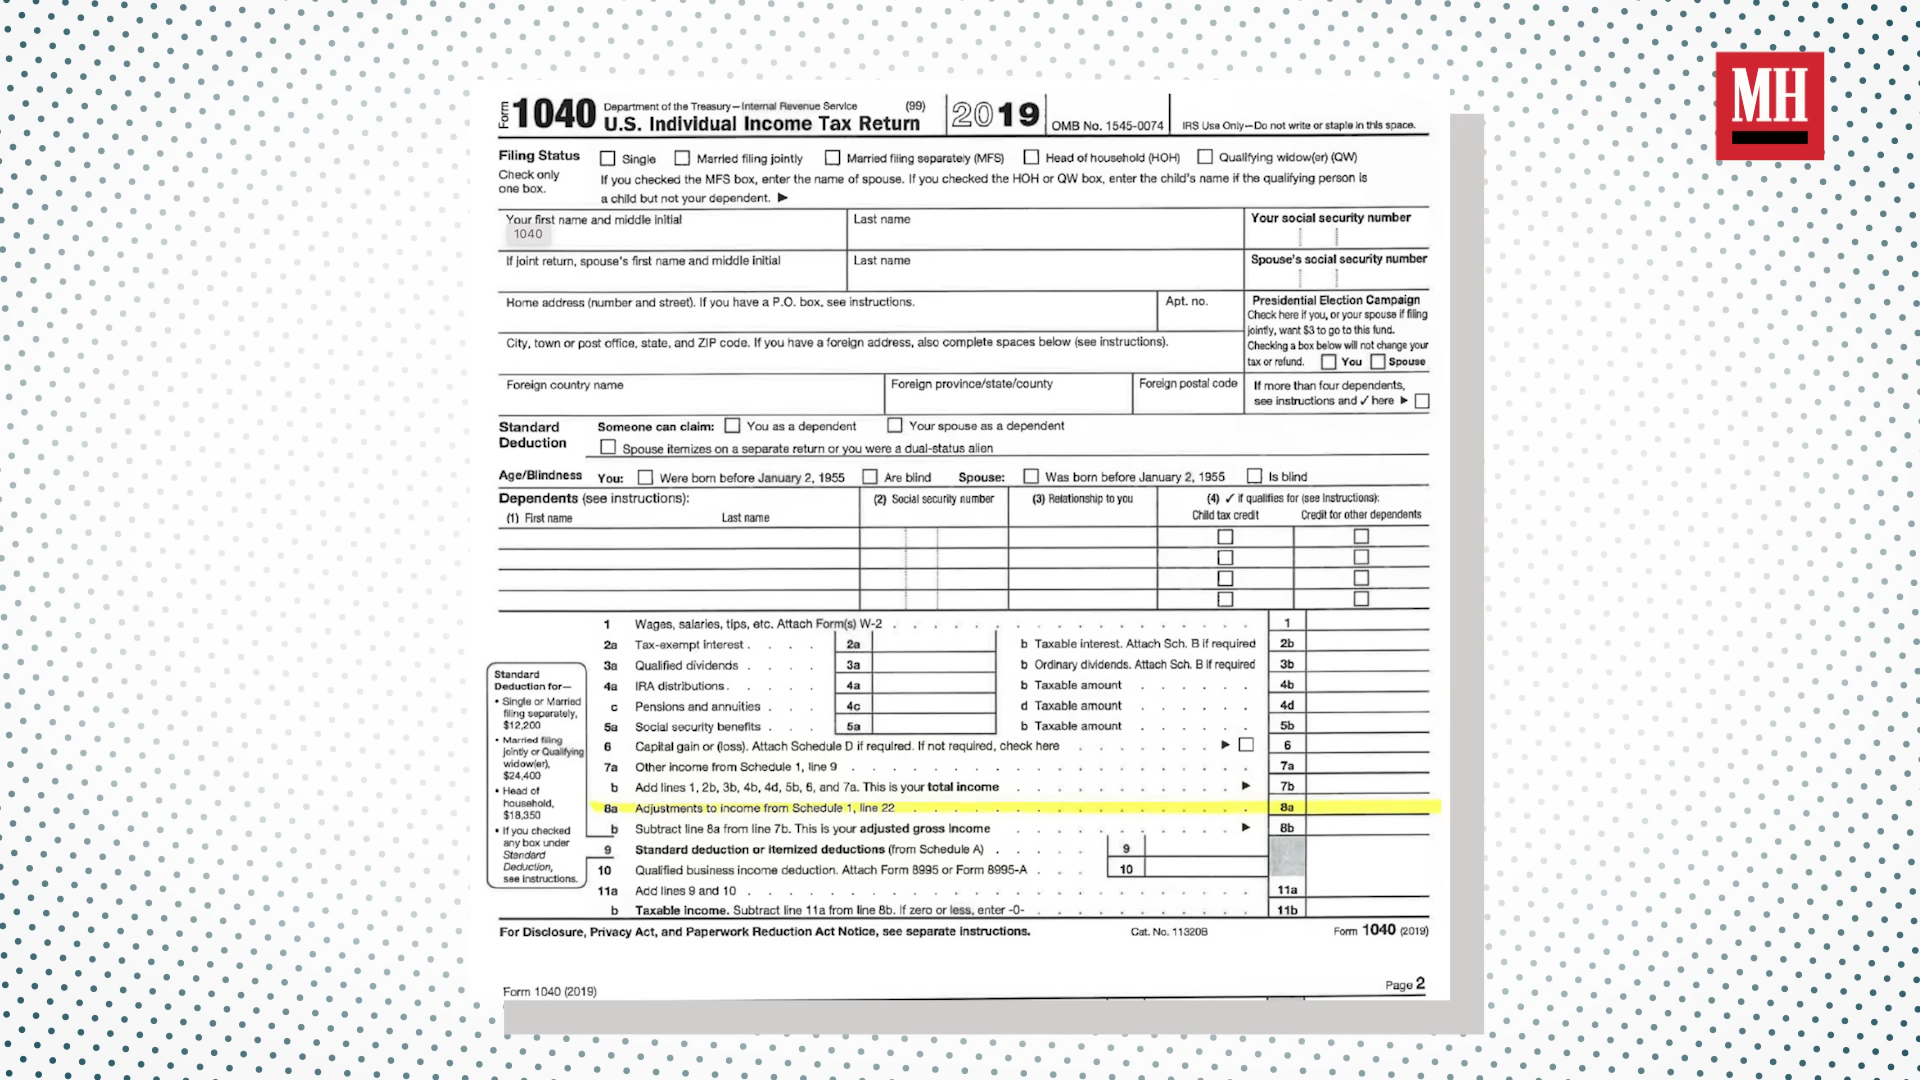 MH
Form 1040 Department of the Treasury—Internal Revenue Service (99)
U.S. Individual Income Tax Return 2019 OMB No. 1545-0074 IRS Use Only—Do not write or staple in this space.
Filing Status Single Married filing jointly Married filing separately (MFS) Head of household (HOH) Qualifying widow(er) (QW)
Check only one box.
If you checked the MFS box, enter the name of spouse. If you checked the HOH or QW box, enter the child's name if the qualifying person is
a child but not your dependent. ▶
Your first name and middle initial Last name Your social security number
1040
If joint return, spouse's first name and middle initial Last name Spouse's social security number
Home address (number and street). If you have a P.O. box, see instructions. Apt. no.
Presidential Election Campaign
Check here if you, or your spouse if filing
jointly, want $3 to go to this fund.
Checking a box below will not change your
tax or refund. You Spouse
City, town or post office, state, and ZIP code. If you have a foreign address, also complete spaces below (see instructions).
Foreign country name Foreign province/state/county Foreign postal code
If more than four dependents,
see instructions and ✓ here ▶
Standard
Deduction
Someone can claim: You as a dependent Your spouse as a dependent
Spouse itemizes on a separate return or you were a dual-status alien
Age/Blindness You: Were born before January 2, 1955 Are blind Spouse: Was born before January 2, 1955 Is blind
Dependents (see instructions): (2) Social security number (3) Relationship to you (4) ✓ if qualifies for (see instructions):
(1) First name Last name Child tax credit Credit for other dependents
1 Wages, salaries, tips, etc. Attach Form(s) W-2 . . . . . . . . . . . . . . . . 1
2a Tax-exempt interest . . . . 2a b Taxable interest. Attach Sch. B if required 2b
3a Qualified dividends . . . . 3a b Ordinary dividends. Attach Sch. B if required 3b
4a IRA distributions . . . . 4a b Taxable amount . . . . . . 4b
c Pensions and annuities . . . 4c d Taxable amount . . . . . . 4d
5a Social security benefits . . . 5a b Taxable amount . . . . . . 5b
6 Capital gain or (loss). Attach Schedule D if required. If not required, check here . . . . . . . ▶ 6
7a Other income from Schedule 1, line 9 . . . . . . . . . . . . . . . . . 7a
b Add lines 1, 2b, 3b, 4b, 4d, 5b, 6, and 7a. This is your total income . . . . . . . . . ▶ 7b
8a Adjustments to income from Schedule 1, line 22 . . . . . . . . . . . . . . 8a
b Subtract line 8a from line 7b. This is your adjusted gross income . . . . . . . . . ▶ 8b
9 Standard deduction or itemized deductions (from Schedule A) . . . . . 9
10 Qualified business income deduction. Attach Form 8995 or Form 8995-A . . . 10
11a Add lines 9 and 10 . . . . . . . . . . . . . . . . . . . . . 11a
b Taxable income. Subtract line 11a from line 8b. If zero or less, enter -0- . . . . . . . . . 11b
Standard
Deduction for—
• Single or Married
filing separately,
$12,200
• Married filing
jointly or Qualifying
widow(er),
$24,400
• Head of
household,
$18,350
• If you checked
any box under
Standard
Deduction,
see instructions.
For Disclosure, Privacy Act, and Paperwork Reduction Act Notice, see separate instructions. Cat. No. 11320B Form 1040 (2019)
Form 1040 (2019) Page 2